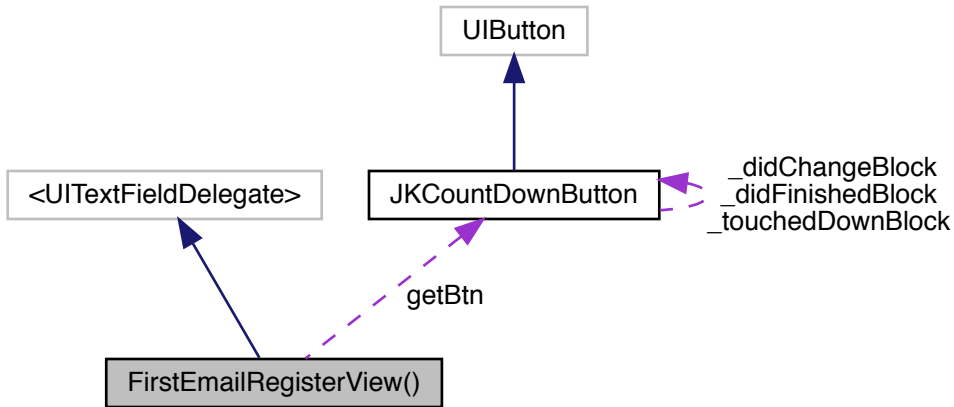 UIButton
<UITextFieldDelegate>
JKCountDownButton
_didChangeBlock
_didFinishedBlock
_touchedDownBlock
getBtn
FirstEmailRegisterView()